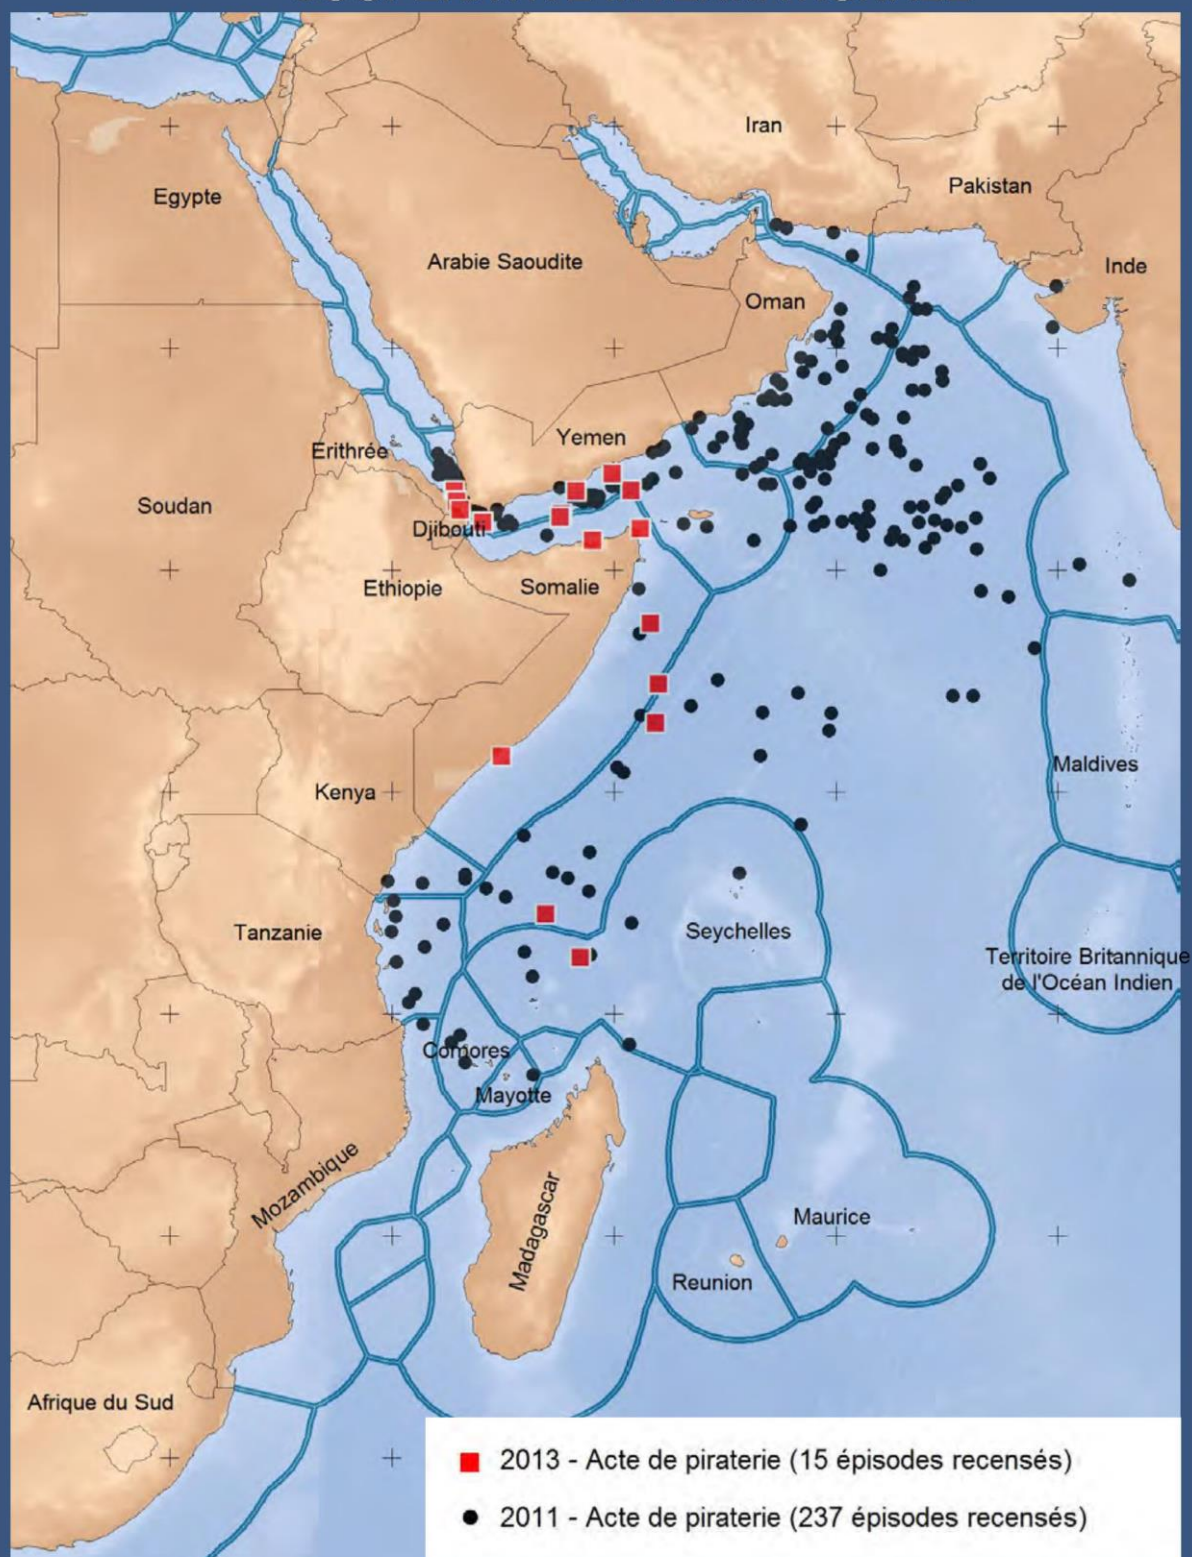 Iran
Pakistan
Egypte
Arabie Saoudite
Inde
Oman
Yemen
Erithrée
Soudan
Djibouti
Ethiopie
Somalie
Maldives
Kenya
Tanzanie
Seychelles
Territoire Britannique
de l'Océan Indien
Comores
Mayotte
Mozambique
Madagascar
Maurice
Reunion
Afrique du Sud
2013 - Acte de piraterie (15 épisodes recensés)
2011 - Acte de piraterie (237 épisodes recensés)